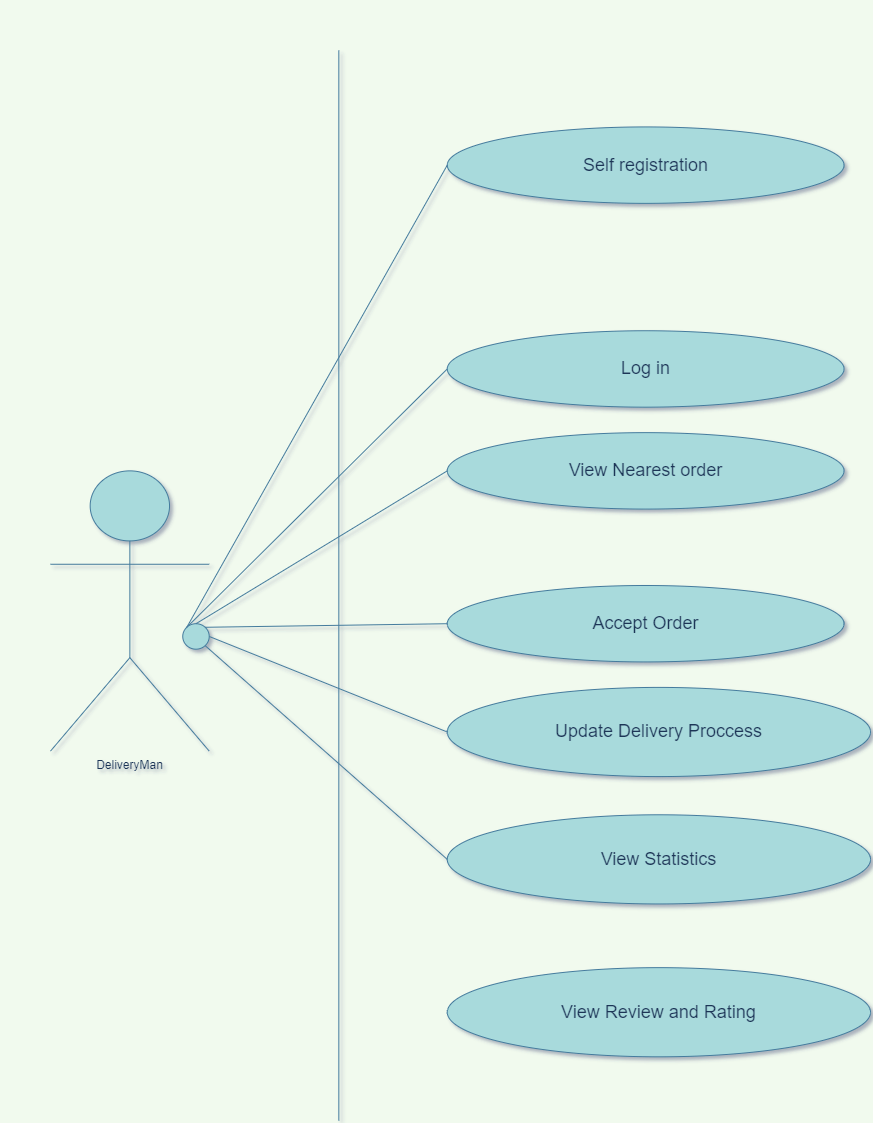 Self registration
Log in
View Nearest order
Accept Order
Update Delivery Proccess
DeliveryMan
View Statistics
View Review and Rating